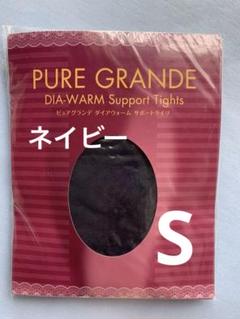 PURE GRANDE
DIA-WARM Support Tights
ピュアグランデ ダイアウォーム サポートタイツ
ネイビー
S